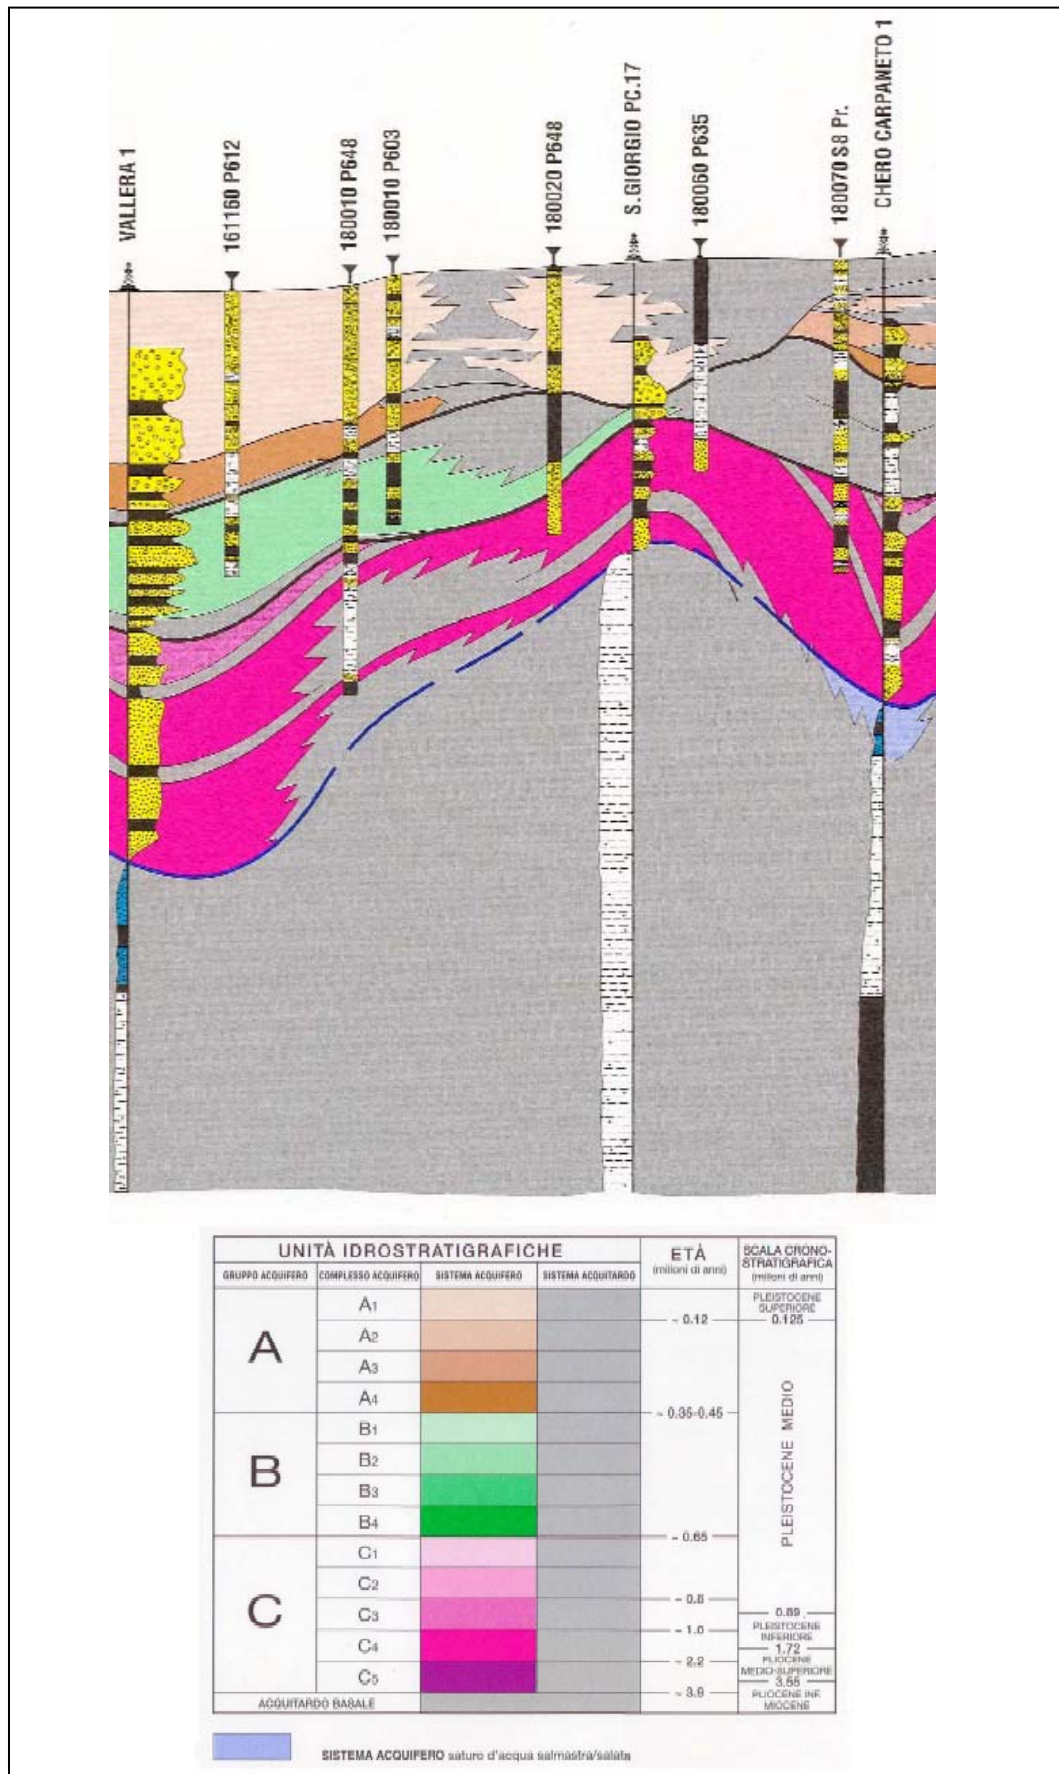 VALLERA 1
161160 P612
180010 P648
180010 P603
180020 P648
S.GIORGIO PC.17
180060 P635
180070 S8 Pr.
CHERO CARPANETO 1
UNITÀ IDROSTRATIGRAFICHE
ETÀ
(milioni di anni)
SCALA CRONO-
STRATIGRAFICA
(milioni di anni)
GRUPPO ACQUIFERO
COMPLESSO ACQUIFERO
SISTEMA ACQUIFERO
SISTEMA ACQUITARDO
A
A1
A2
A3
A4
B
B1
B2
B3
B4
C
C1
C2
C3
C4
C5
ACQUITARDO BASALE
~ 0.12
~ 0.35-0.45
~ 0.65
~ 0.8
~ 1.0
~ 2.2
~ 3.9
PLEISTOCENE
SUPERIORE
0.125
PLEISTOCENE MEDIO
0.89
PLEISTOCENE
INFERIORE
1.72
PLIOCENE
MEDIO-SUPERIORE
3.55
PLIOCENE INF.
MIOCENE
SISTEMA ACQUIFERO saturo d'acqua salmastra/salata